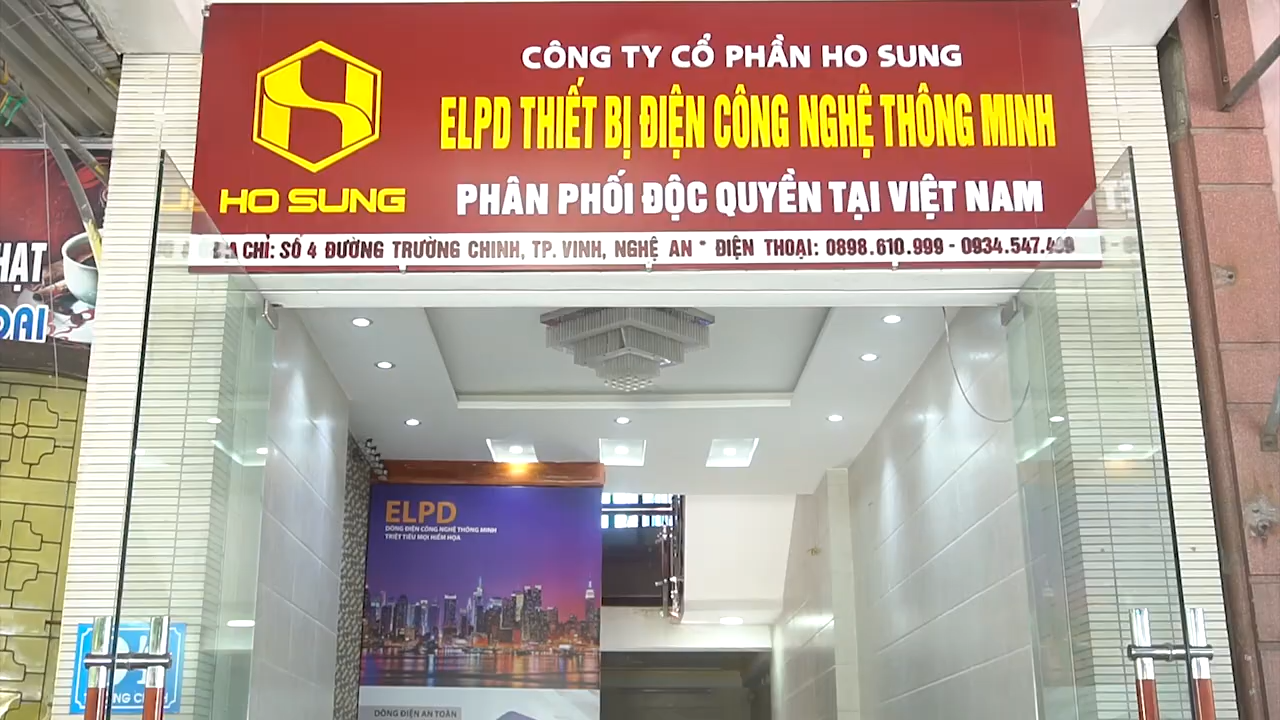 CÔNG TY CỔ PHẦN HO SUNG
ELPD THIẾT BỊ ĐIỆN CÔNG NGHỆ THÔNG MINH
HO SUNG
PHÂN PHỐI ĐỘC QUYỀN TẠI VIỆT NAM
ĐỊA CHỈ: SỐ 4 ĐƯỜNG TRƯỜNG CHINH, TP. VINH, NGHỆ AN * ĐIỆN THOẠI: 0898.610.999 - 0934.547.499
ELPD
DÒNG ĐIỆN CÔNG NGHỆ THÔNG MINH
TRIỆT TIÊU MỌI HIỂM HỌA
DÒNG ĐIỆN AN TOÀN